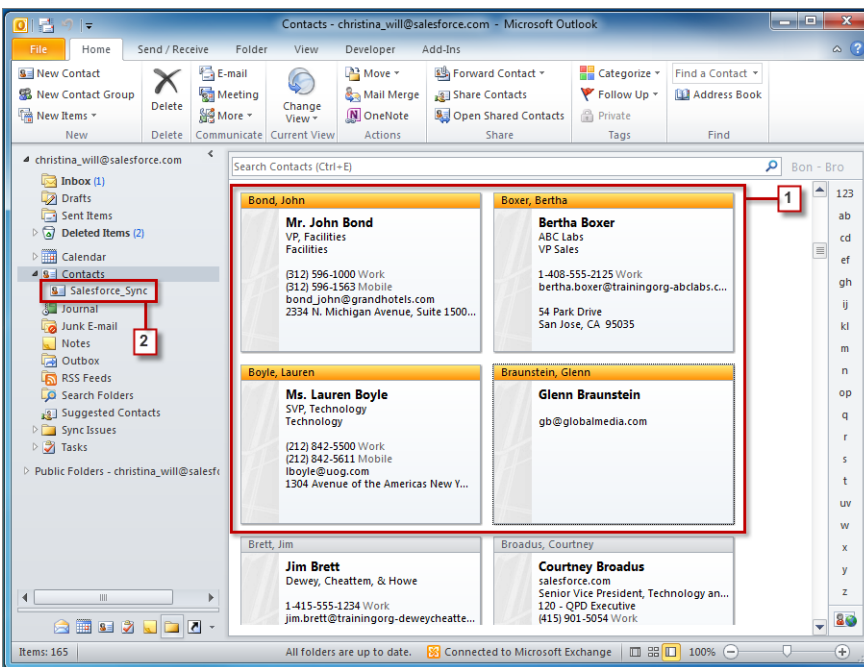 Contacts - christina_will@salesforce.com - Microsoft Outlook
File Home Send / Receive Folder View Developer Add-Ins
New Contact
New Contact Group
New Items
New
Delete
Delete
E-mail
Meeting
More
Communicate
Change
View
Current View
Move
Mail Merge
OneNote
Actions
Forward Contact
Share Contacts
Open Shared Contacts
Share
Categorize
Follow Up
Private
Tags
Find a Contact
Address Book
Find
christina_will@salesforce.com
Inbox (1)
Drafts
Sent Items
Deleted Items (2)
Calendar
Contacts
Salesforce_Sync
Journal
Junk E-mail
Notes
Outbox
RSS Feeds
Search Folders
Suggested Contacts
Sync Issues
Tasks
Public Folders - christina_will@salesfo
2
Search Contacts (Ctrl+E)
Bon - Bro
1
Bond, John
Mr. John Bond
VP, Facilities
Facilities
(312) 596-1000 Work
(312) 596-1563 Mobile
bond_john@grandhotels.com
2334 N. Michigan Avenue, Suite 1500...
Boxer, Bertha
Bertha Boxer
ABC Labs
VP Sales
1-408-555-2125 Work
bertha.boxer@trainingorg-abclabs.c...
54 Park Drive
San Jose, CA 95035
Boyle, Lauren
Ms. Lauren Boyle
SVP, Technology
Technology
(212) 842-5500 Work
(212) 842-5611 Mobile
lboyle@uog.com
1304 Avenue of the Americas New Y...
Braunstein, Glenn
Glenn Braunstein
gb@globalmedia.com
Brett, Jim
Jim Brett
Dewey, Cheattem, & Howe
1-415-555-1234 Work
jim.brett@trainingorg-deweycheatte...
Broadus, Courtney
Courtney Broadus
salesforce.com
Senior Vice President, Technology an...
120 - QPD Executive
(415) 901-5054 Work
123
ab
cd
ef
gh
ij
kl
m
n
op
q
r
s
t
uv
w
x
y
z
Items: 165
All folders are up to date.
Connected to Microsoft Exchange
100%